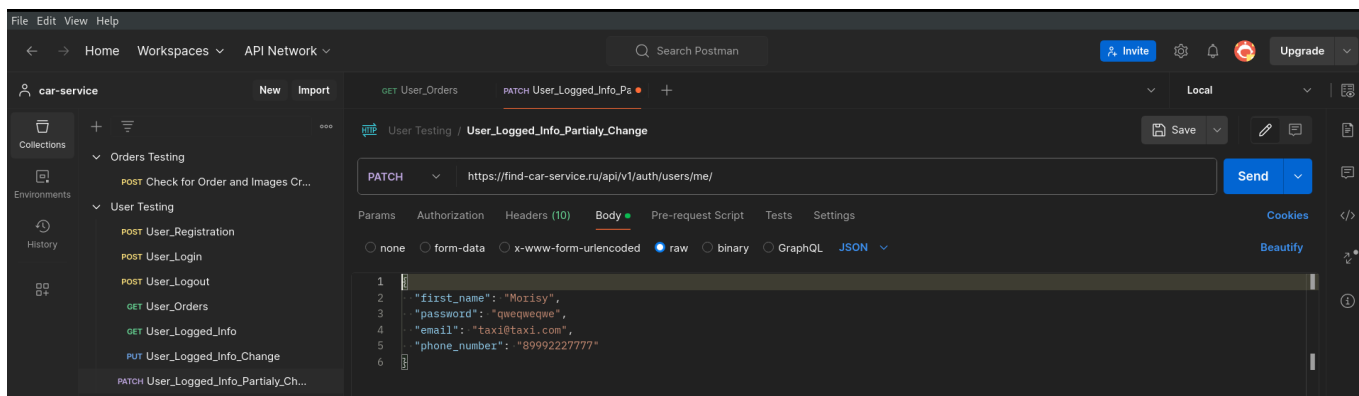 File Edit View Help
Home Workspaces API Network Search Postman Invite Upgrade
car-service New Import GET User_Orders PATCH User_Logged_Info_Pa Local
Collections
Environments
History
Orders Testing
POST Check for Order and Images Cr...
User Testing
POST User_Registration
POST User_Login
POST User_Logout
GET User_Orders
GET User_Logged_Info
PUT User_Logged_Info_Change
PATCH User_Logged_Info_Partialy_Ch...
HTTP User Testing / User_Logged_Info_Partialy_Change Save
PATCH https://find-car-service.ru/api/v1/auth/users/me/ Send
Params Authorization Headers (10) Body Pre-request Script Tests Settings Cookies
none form-data x-www-form-urlencoded raw binary GraphQL JSON Beautify
1 {
2 "first_name": "Morisy",
3 "password": "qweqweqwe",
4 "email": "taxi@taxi.com",
5 "phone_number": "89992227777"
6 }